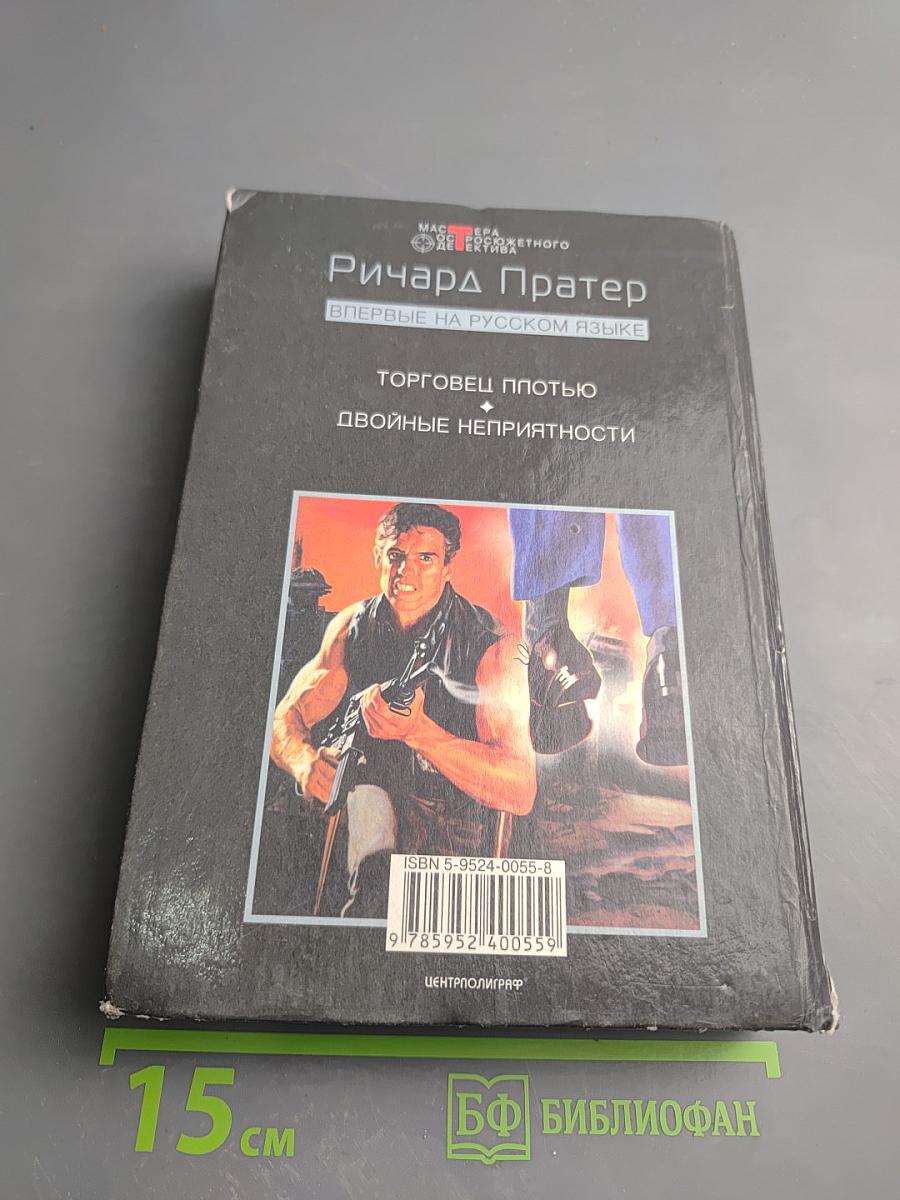 МАСТЕРА
ОСТРОСЮЖЕТНОГО
ДЕТЕКТИВА
Ричард Пратер
ВПЕРВЫЕ НА РУССКОМ ЯЗЫКЕ
ТОРГОВЕЦ ПЛОТЬЮ
ДВОЙНЫЕ НЕПРИЯТНОСТИ
ISBN 5-9524-0055-8
9 785952 400559
ЦЕНТРПОЛИГРАФ
15 см
БФ БИБЛИОФАН